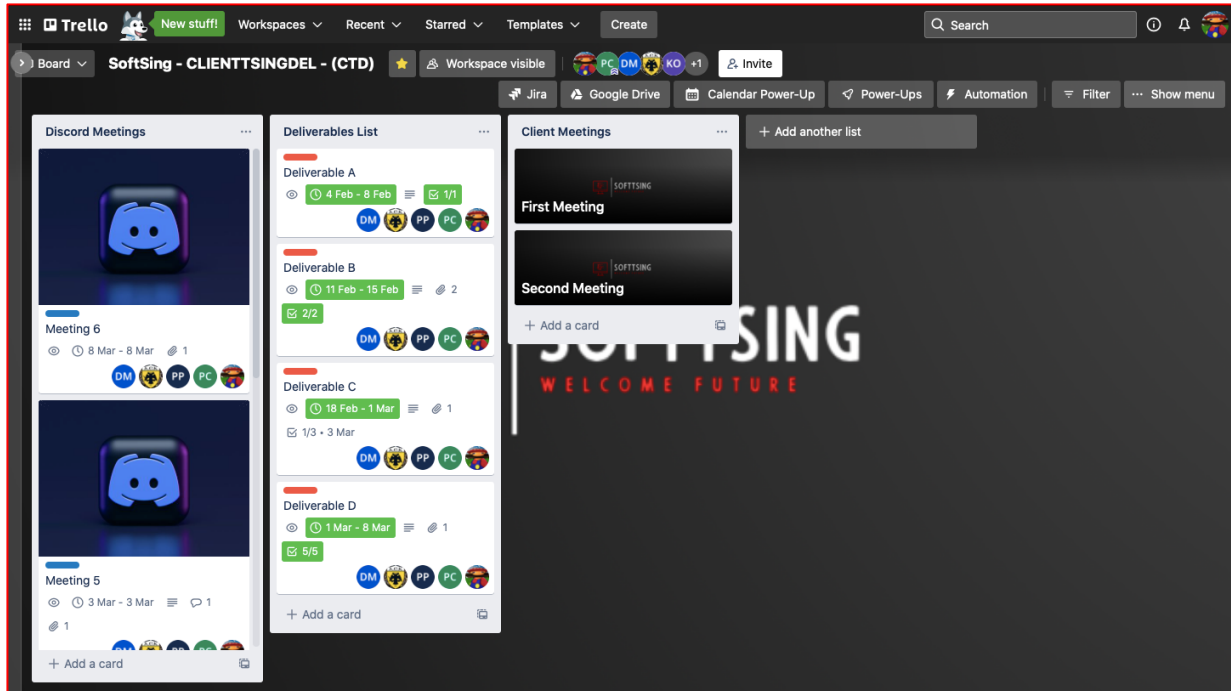 Trello New stuff! Workspaces Recent Starred Templates Create Search
Board SoftSing - CLIENTTSINGDEL - (CTD) Workspace visible PC DM KO +1 Invite
Jira Google Drive Calendar Power-Up Power-Ups Automation Filter ... Show menu
Discord Meetings ...
Meeting 6
8 Mar - 8 Mar 1
DM PP PC
Meeting 5
3 Mar - 3 Mar 1
1
DM PP PC
+ Add a card
Deliverables List ...
Deliverable A
4 Feb - 8 Feb 1/1
DM PP PC
Deliverable B
11 Feb - 15 Feb 2
2/2
DM PP PC
Deliverable C
18 Feb - 1 Mar 1
1/3 • 3 Mar
DM PP PC
Deliverable D
1 Mar - 8 Mar 1
5/5
DM PP PC
+ Add a card
Client Meetings ...
SOFTTSING
First Meeting
SOFTTSING
Second Meeting
+ Add a card
+ Add another list
SOFTTSING
WELCOME FUTURE